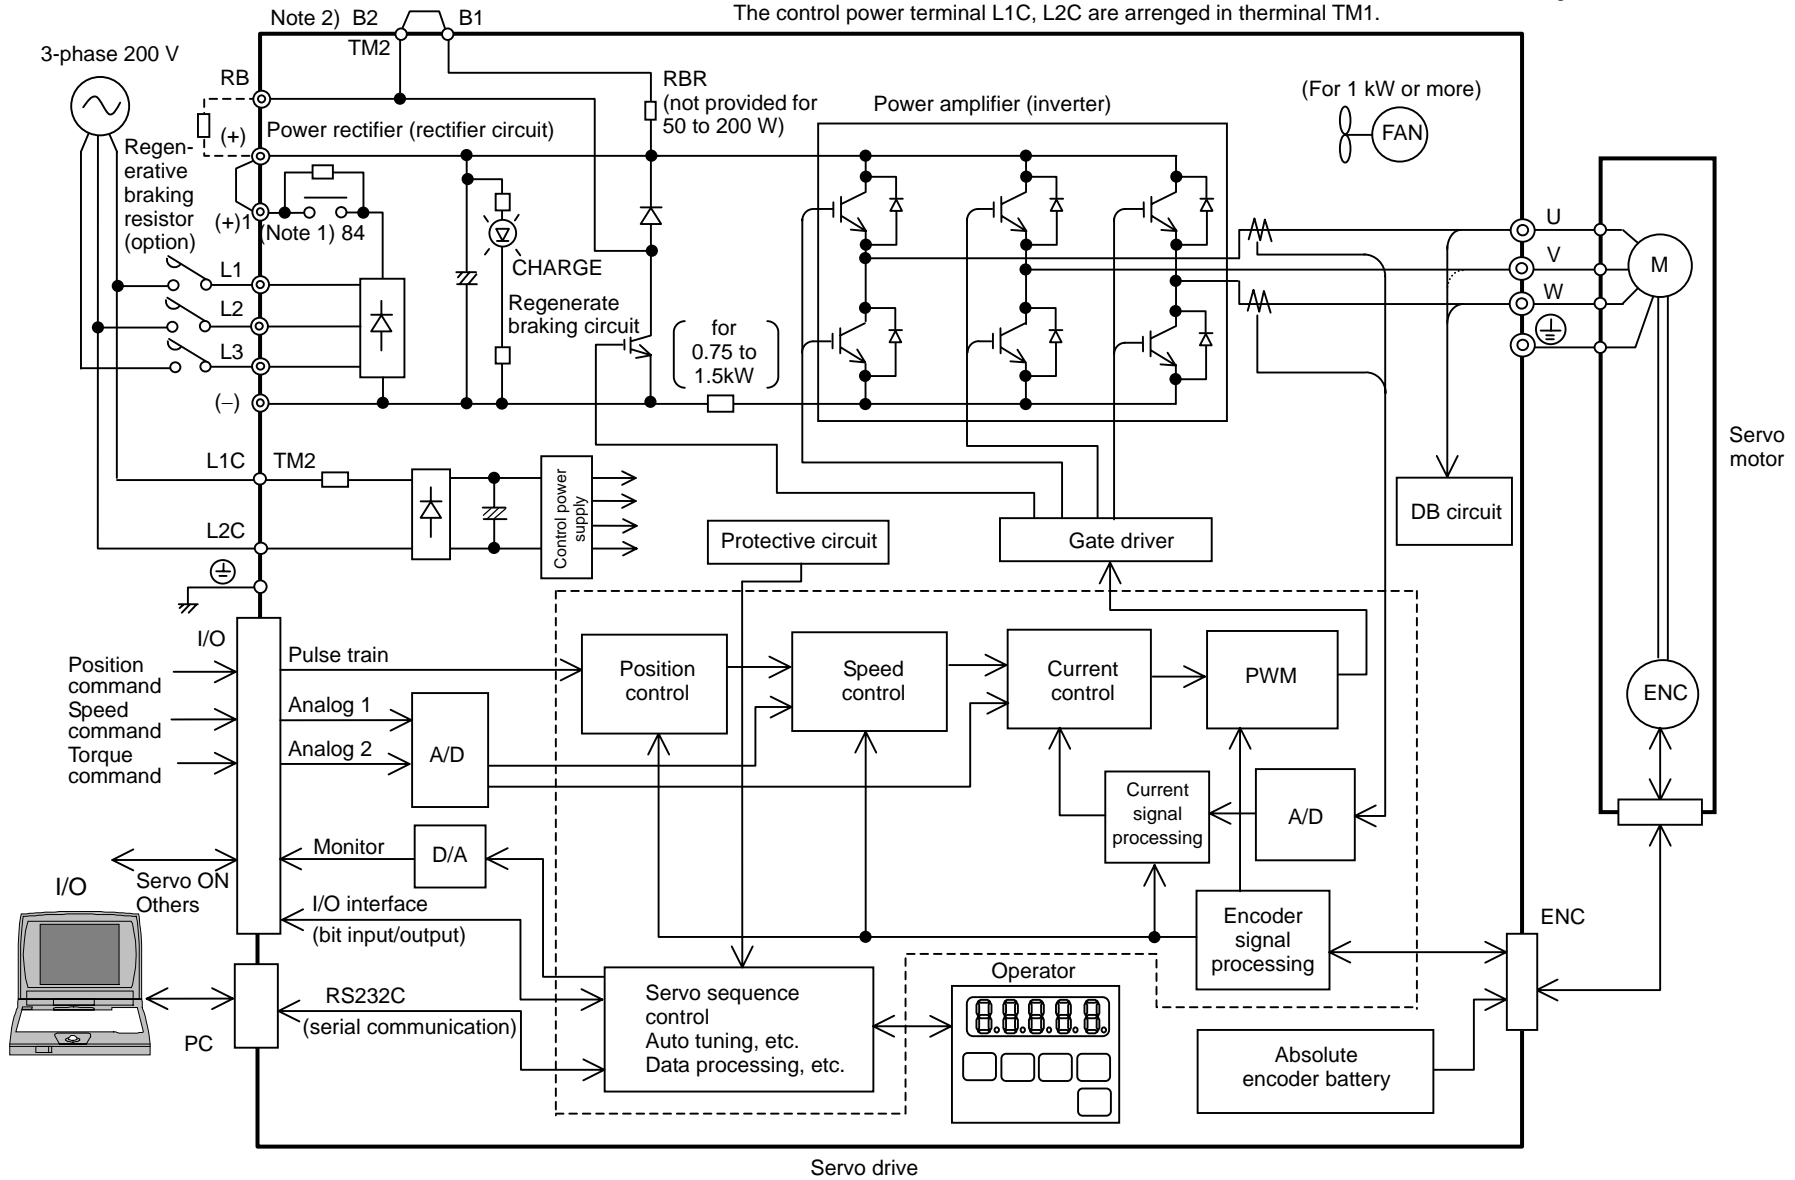 The control power terminal L1C, L2C are arrenged in therminal TM1.
Note 2) B2
B1
TM2
3-phase 200 V
RB
RBR
(not provided for
50 to 200 W)
Power amplifier (inverter)
(For 1 kW or more)
FAN
(+)
Power rectifier (rectifier circuit)
Regen-
erative
braking
resistor
(option)
(+)1
(Note 1) 84
CHARGE
Regenerate
braking circuit
for
0.75 to
1.5kW
L1
L2
L3
(−)
U
V
W
M
Servo
motor
L1C
TM2
L2C
Control power
supply
Protective circuit
Gate driver
DB circuit
I/O
Position
command
Speed
command
Torque
command
Pulse train
Analog 1
Analog 2
A/D
Position
control
Speed
control
Current
control
PWM
ENC
Current
signal
processing
A/D
Monitor
D/A
Servo ON
Others
I/O
I/O interface
(bit input/output)
Encoder
signal
processing
ENC
PC
RS232C
(serial communication)
Servo sequence
control
Auto tuning, etc.
Data processing, etc.
Operator
8.8.8.8.8.
Absolute
encoder battery
Servo drive